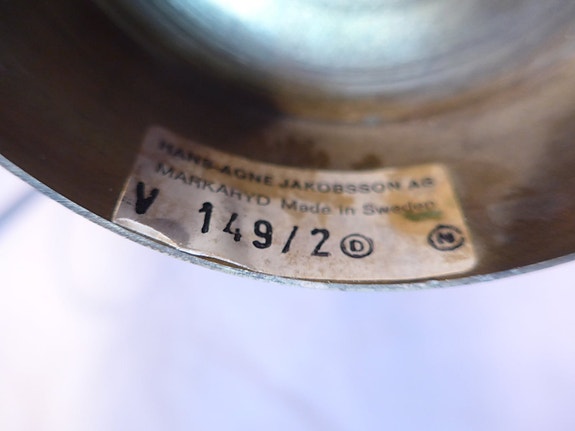 HANS-AGNE JAKOBSSON AB
MARKARYD Made in Sweden
V 149/2 D N